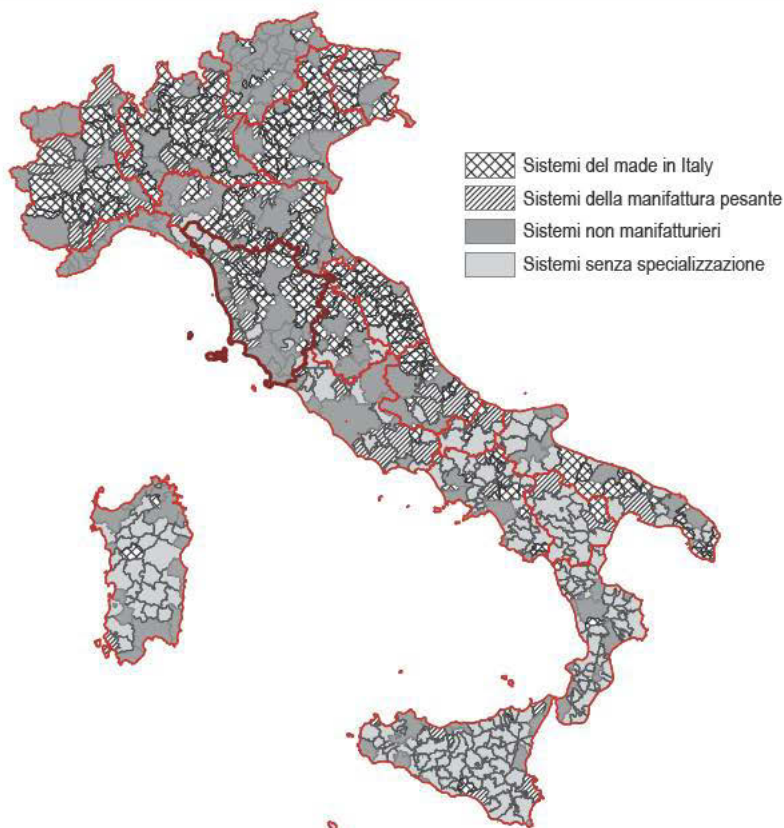 Sistemi del made in Italy
Sistemi della manifattura pesante
Sistemi non manifatturieri
Sistemi senza specializzazione